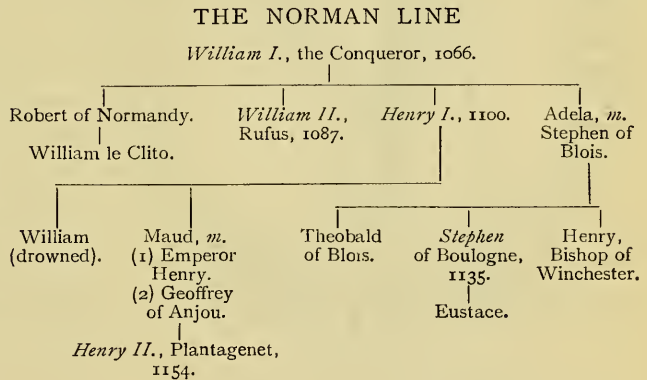 THE NORMAN LINE
William I., the Conqueror, 1066.
Robert of Normandy.
William le Clito.
William II.,
Rufus, 1087.
Henry I., 1100.
Adela, m.
Stephen of
Blois.
William
(drowned).
Maud, m.
(1) Emperor
Henry.
(2) Geoffrey
of Anjou.
Henry II., Plantagenet,
1154.
Theobald
of Blois.
Stephen
of Boulogne,
1135.
Eustace.
Henry,
Bishop of
Winchester.